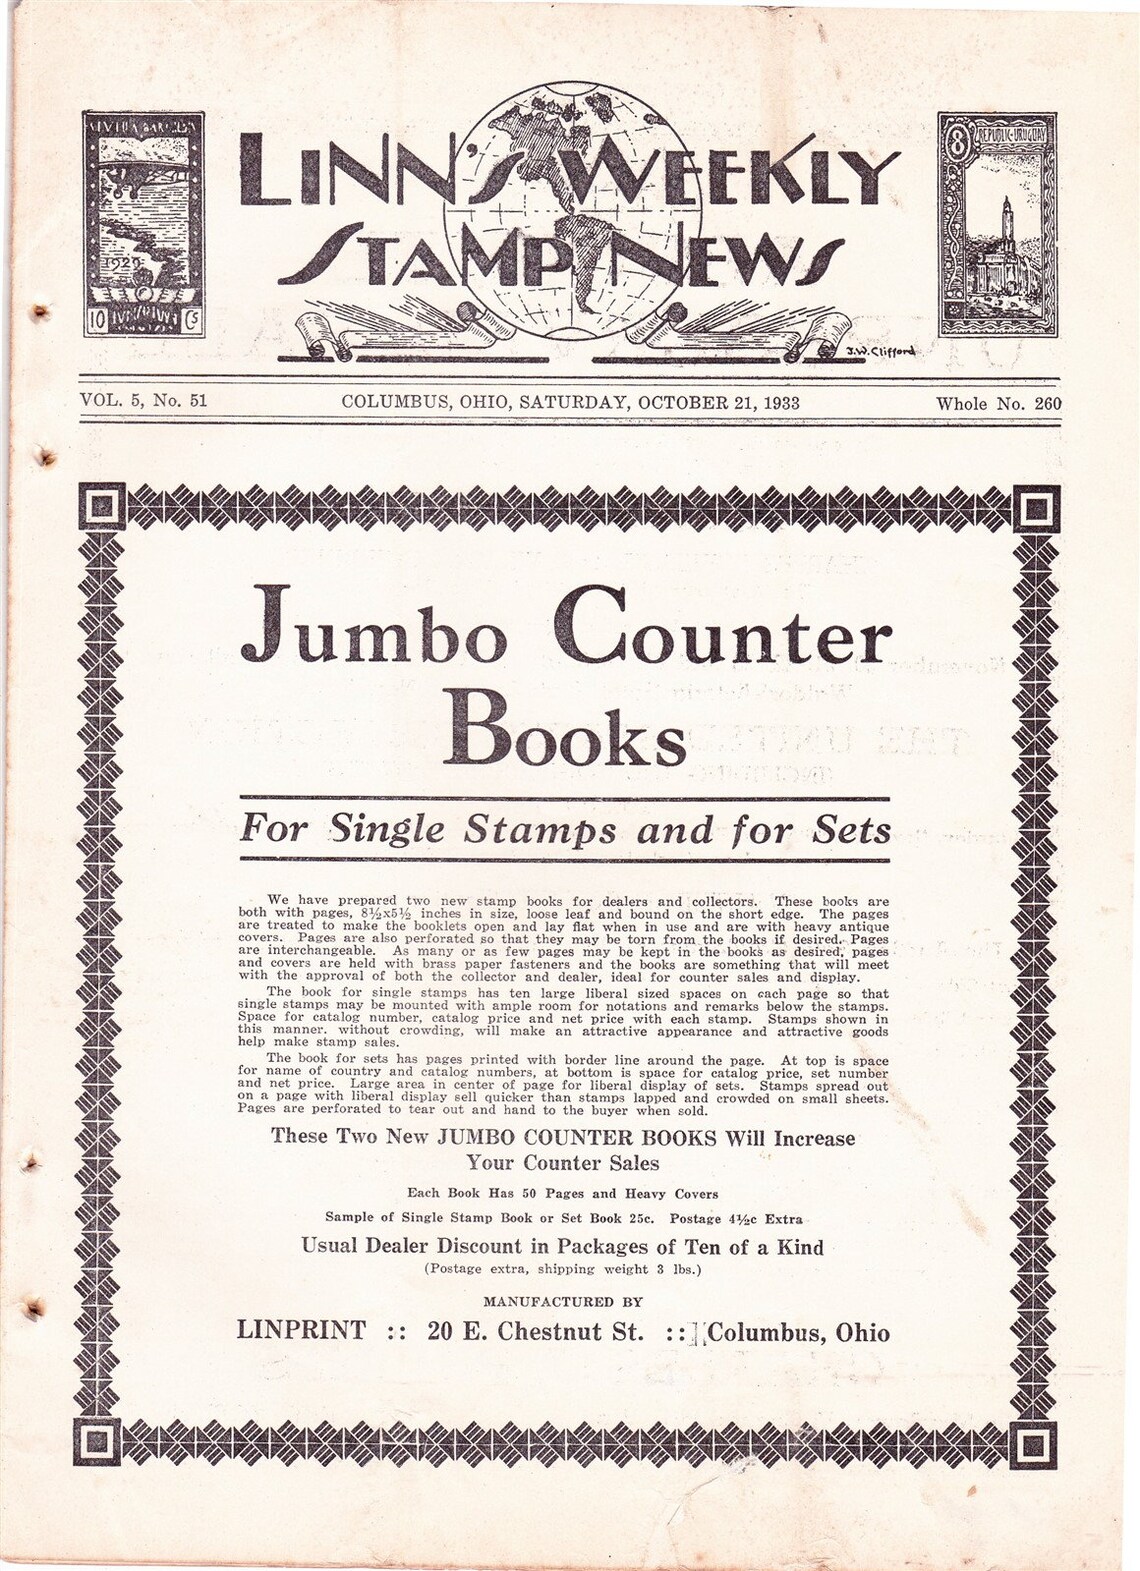 LINN'S WEEKLY
STAMP NEWS
SEVILLA BARCELONA
1929
10
Cs
8
REPUBLIC·URUGUAY
J.W.Clifford
VOL. 5, No. 51 COLUMBUS, OHIO, SATURDAY, OCTOBER 21, 1933 Whole No. 260
Jumbo Counter
Books
For Single Stamps and for Sets
We have prepared two new stamp books for dealers and collectors. These books are
both with pages, 8½x5½ inches in size, loose leaf and bound on the short edge. The pages
are treated to make the booklets open and lay flat when in use and are with heavy antique
covers. Pages are also perforated so that they may be torn from the books if desired. Pages
are interchangeable. As many or as few pages may be kept in the books as desired, pages
and covers are held with brass paper fasteners and the books are something that will meet
with the approval of both the collector and dealer, ideal for counter sales and display.
The book for single stamps has ten large liberal sized spaces on each page so that
single stamps may be mounted with ample room for notations and remarks below the stamps.
Space for catalog number, catalog price and net price with each stamp. Stamps shown in
this manner. without crowding, will make an attractive appearance and attractive goods
help make stamp sales.
The book for sets has pages printed with border line around the page. At top is space
for name of country and catalog numbers, at bottom is space for catalog price, set number
and net price. Large area in center of page for liberal display of sets. Stamps spread out
on a page with liberal display sell quicker than stamps lapped and crowded on small sheets.
Pages are perforated to tear out and hand to the buyer when sold.
These Two New JUMBO COUNTER BOOKS Will Increase
Your Counter Sales
Each Book Has 50 Pages and Heavy Covers
Sample of Single Stamp Book or Set Book 25c. Postage 4½c Extra
Usual Dealer Discount in Packages of Ten of a Kind
(Postage extra, shipping weight 3 lbs.)
MANUFACTURED BY
LINPRINT :: 20 E. Chestnut St. :: Columbus, Ohio